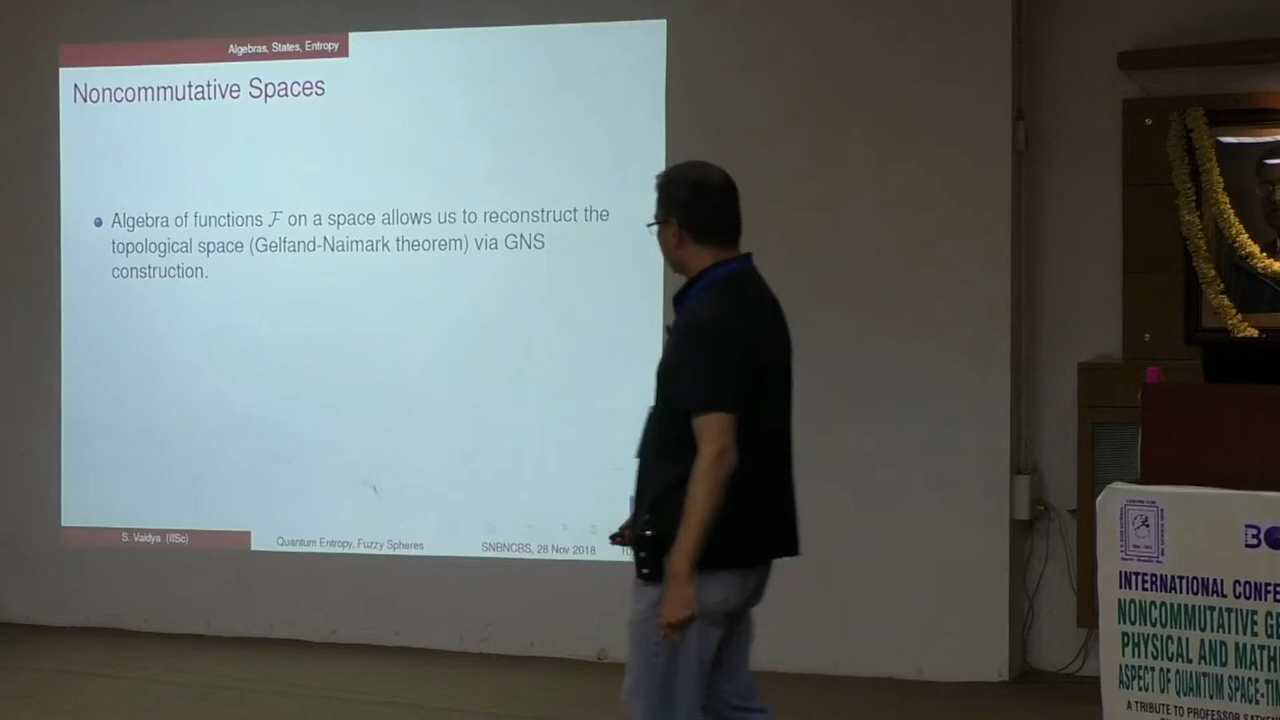 Algebras, States, Entropy
Noncommutative Spaces
Algebra of functions F on a space allows us to reconstruct the
topological space (Gelfand-Naimark theorem) via GNS
construction.
S. Vaidya (IISc)
Quantum Entropy, Fuzzy Spheres
SNBNCBS, 28 Nov 2018
INTERNATIONAL CONFE
NONCOMMUTATIVE GE
PHYSICAL AND MATH
ASPECT OF QUANTUM SPACE-TI
A TRIBUTE TO PROFESSOR